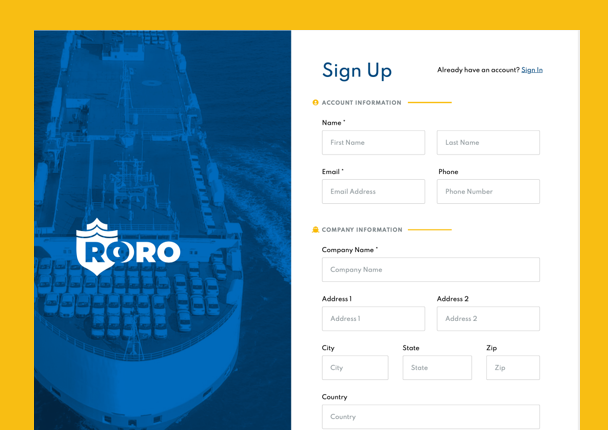 RORO
Sign Up
Already have an account? Sign In
ACCOUNT INFORMATION
Name *
First Name
Last Name
Email *
Phone
Email Address
Phone Number
COMPANY INFORMATION
Company Name *
Company Name
Address 1
Address 2
Address 1
Address 2
City
State
Zip
City
State
Zip
Country
Country